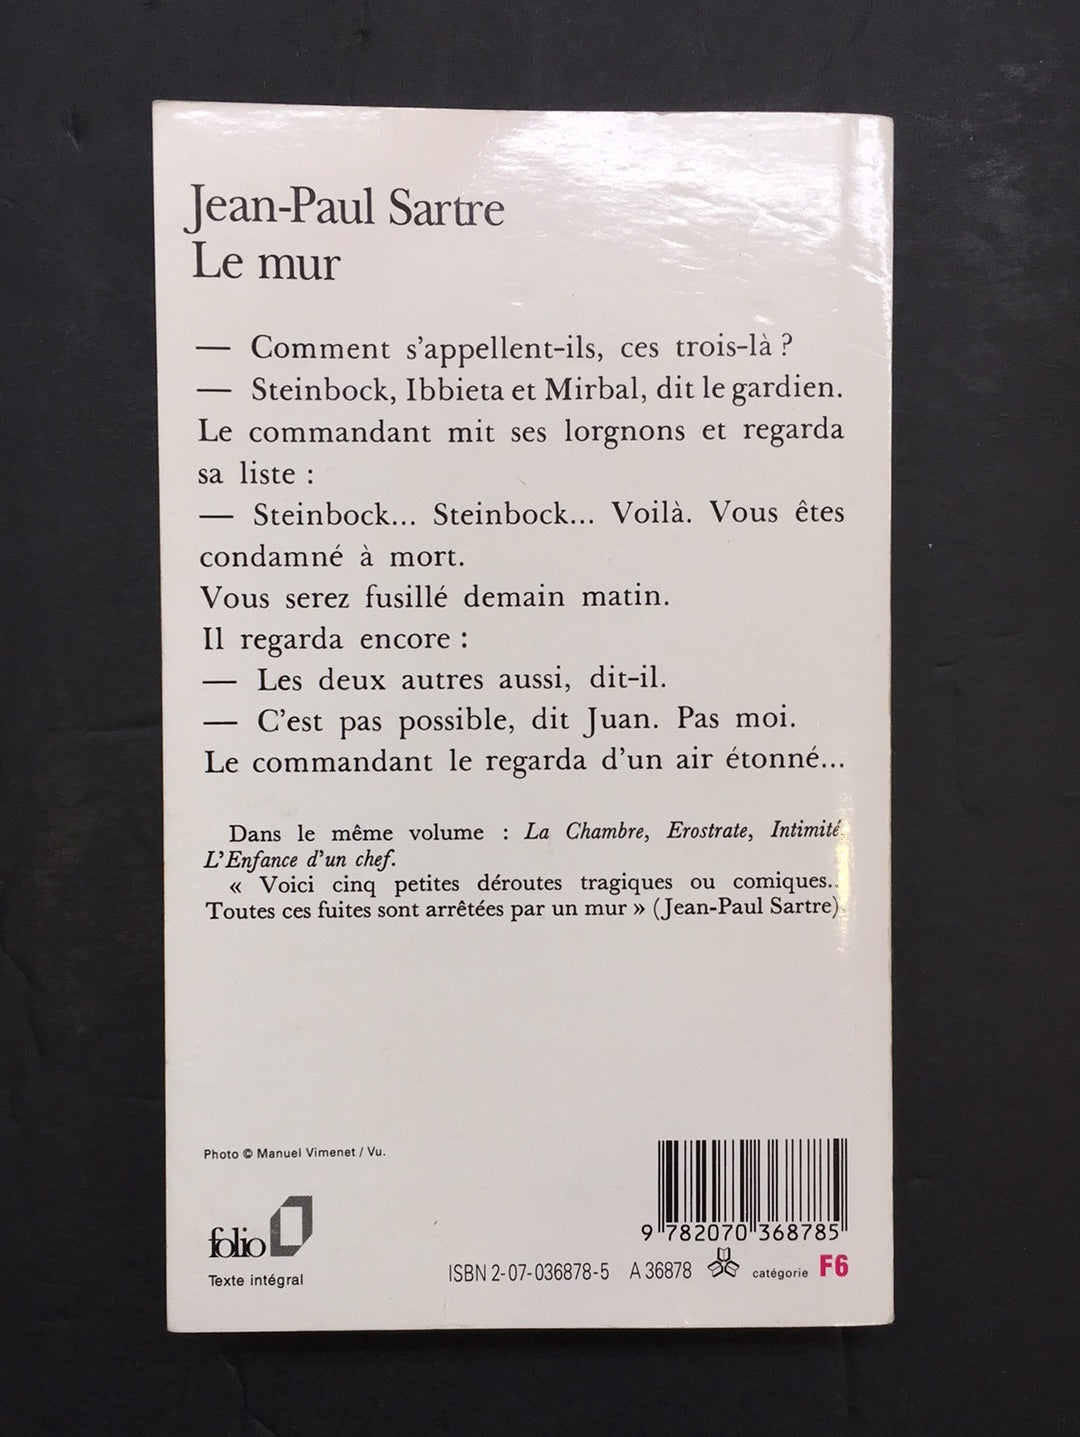 Jean-Paul Sartre
Le mur
— Comment s'appellent-ils, ces trois-là ?
— Steinbock, Ibbieta et Mirbal, dit le gardien.
Le commandant mit ses lorgnons et regarda
sa liste :
— Steinbock... Steinbock... Voilà. Vous êtes
condamné à mort.
Vous serez fusillé demain matin.
Il regarda encore :
— Les deux autres aussi, dit-il.
— C'est pas possible, dit Juan. Pas moi.
Le commandant le regarda d'un air étonné...
Dans le même volume : La Chambre, Erostrate, Intimité,
L'Enfance d'un chef.
« Voici cinq petites déroutes tragiques ou comiques..
Toutes ces fuites sont arrêtées par un mur » (Jean-Paul Sartre).
Photo © Manuel Vimenet / Vu.
folio
Texte intégral
9 782070 368785
ISBN 2-07-036878-5 A 36878 catégorie F6